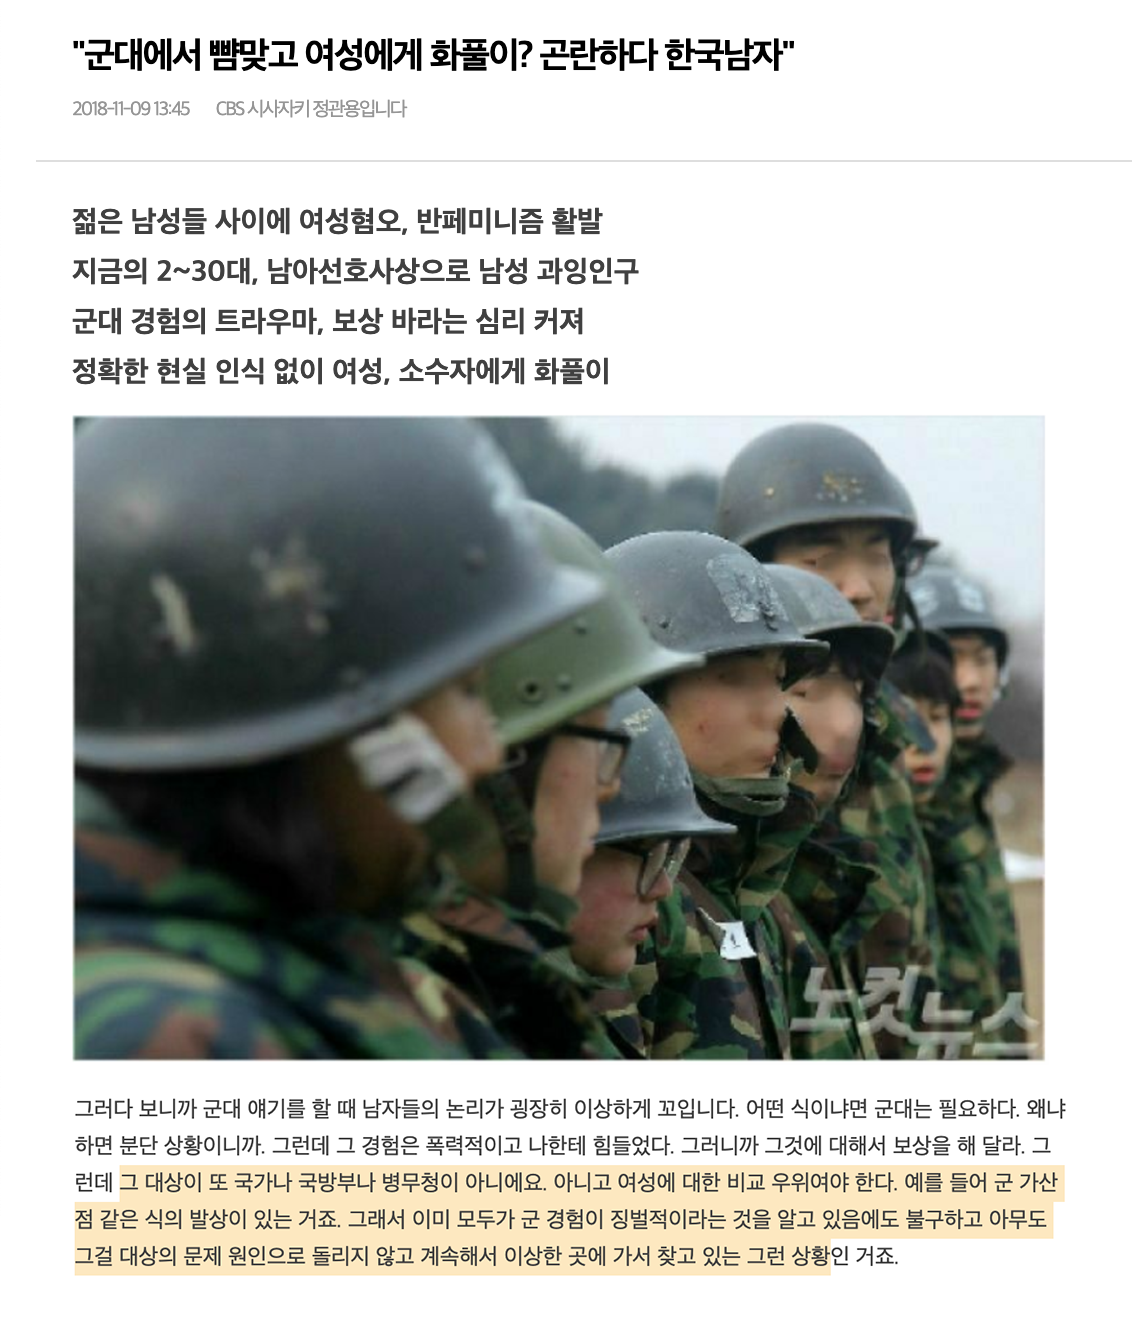 "군대에서 뺨맞고 여성에게 화풀이? 곤란하다 한국남자"
2018-11-09 13:45 CBS 시사자키 정관용입니다
젊은 남성들 사이에 여성혐오, 반페미니즘 활발
지금의 2~30대, 남아선호사상으로 남성 과잉인구
군대 경험의 트라우마, 보상 바라는 심리 커져
정확한 현실 인식 없이 여성, 소수자에게 화풀이
노컷뉴스
그러다 보니까 군대 얘기를 할 때 남자들의 논리가 굉장히 이상하게 꼬입니다. 어떤 식이냐면 군대는 필요하다. 왜냐
하면 분단 상황이니까. 그런데 그 경험은 폭력적이고 나한테 힘들었다. 그러니까 그것에 대해서 보상을 해 달라. 그
런데 그 대상이 또 국가나 국방부나 병무청이 아니에요. 아니고 여성에 대한 비교 우위여야 한다. 예를 들어 군 가산
점 같은 식의 발상이 있는 거죠. 그래서 이미 모두가 군 경험이 징벌적이라는 것을 알고 있음에도 불구하고 아무도
그걸 대상의 문제 원인으로 돌리지 않고 계속해서 이상한 곳에 가서 찾고 있는 그런 상황인 거죠.